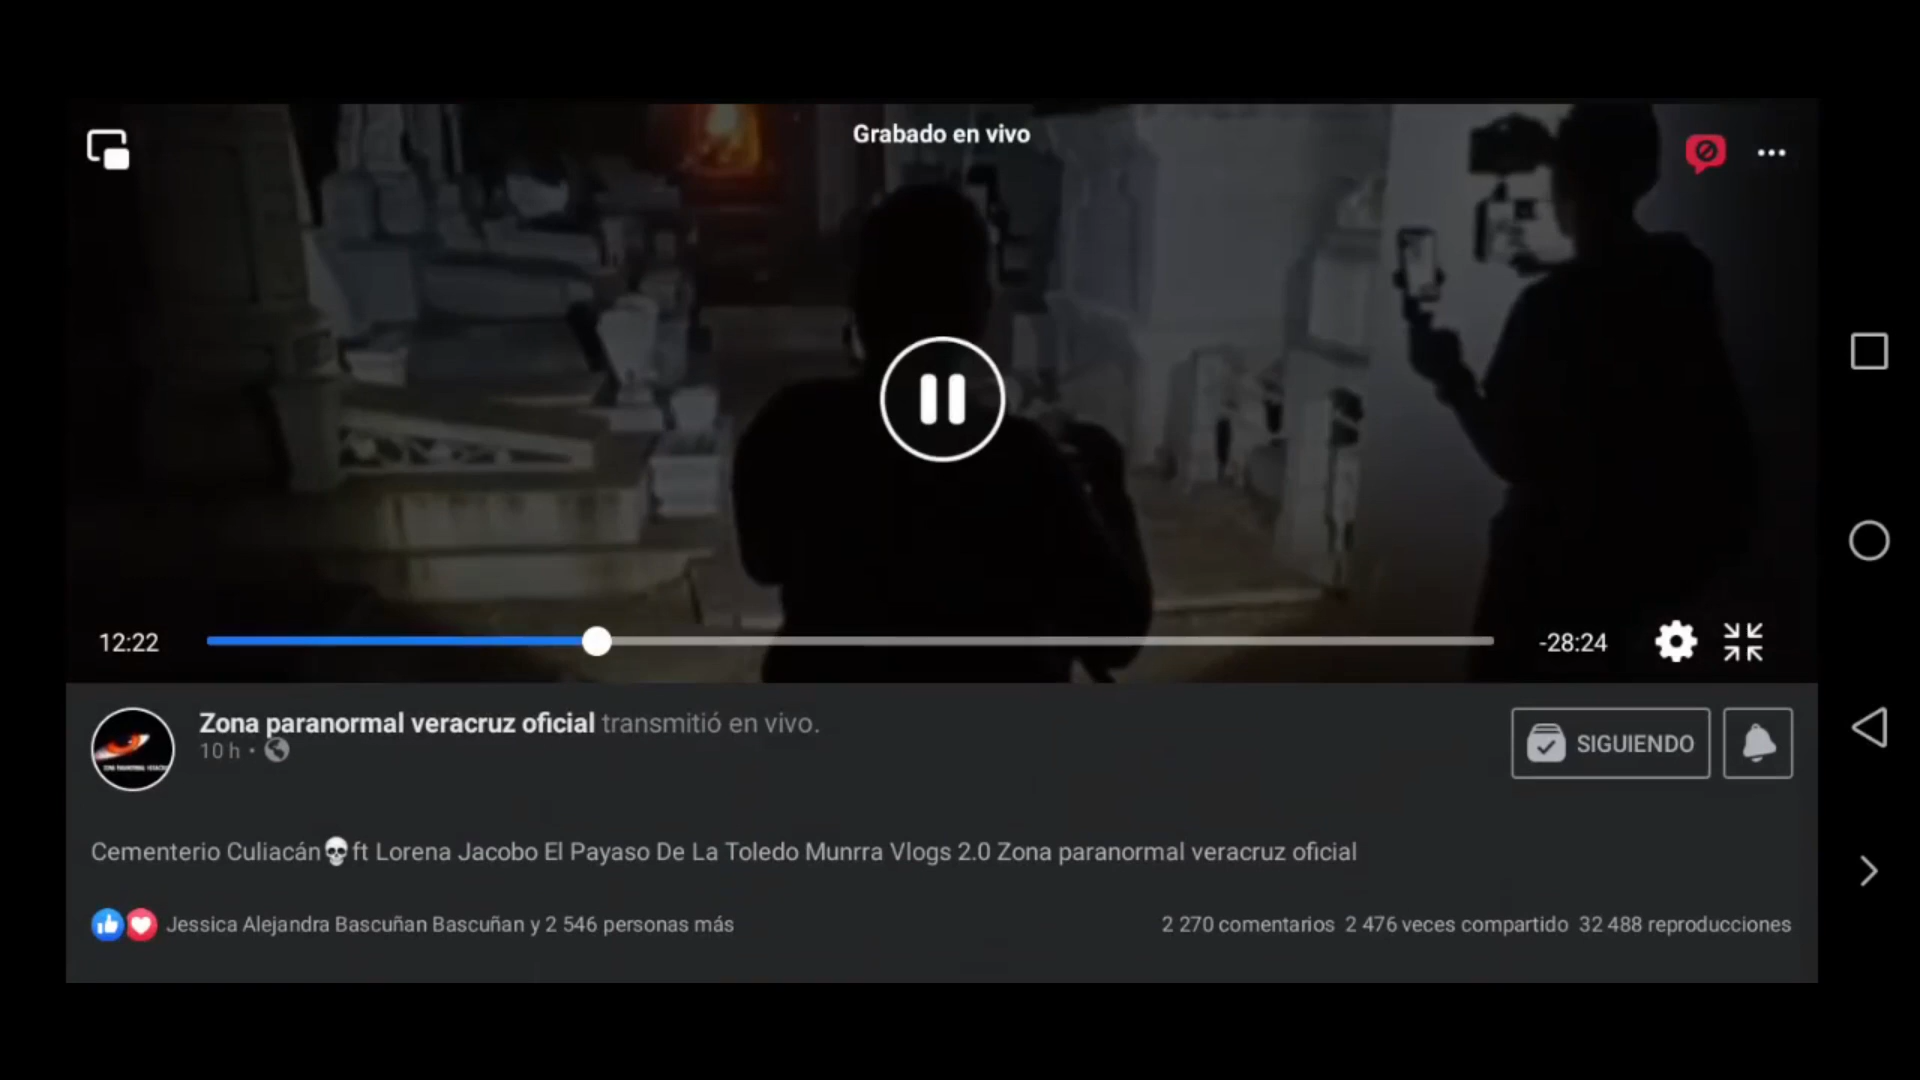 Grabado en vivo
12:22
-28:24
Zona paranormal veracruz oficial transmitió en vivo.
10 h ·
SIGUIENDO
Cementerio Culiacán💀ft Lorena Jacobo El Payaso De La Toledo Munrra Vlogs 2.0 Zona paranormal veracruz oficial
Jessica Alejandra Bascuñan Bascuñan y 2 546 personas más
2 270 comentarios 2 476 veces compartido 32 488 reproducciones